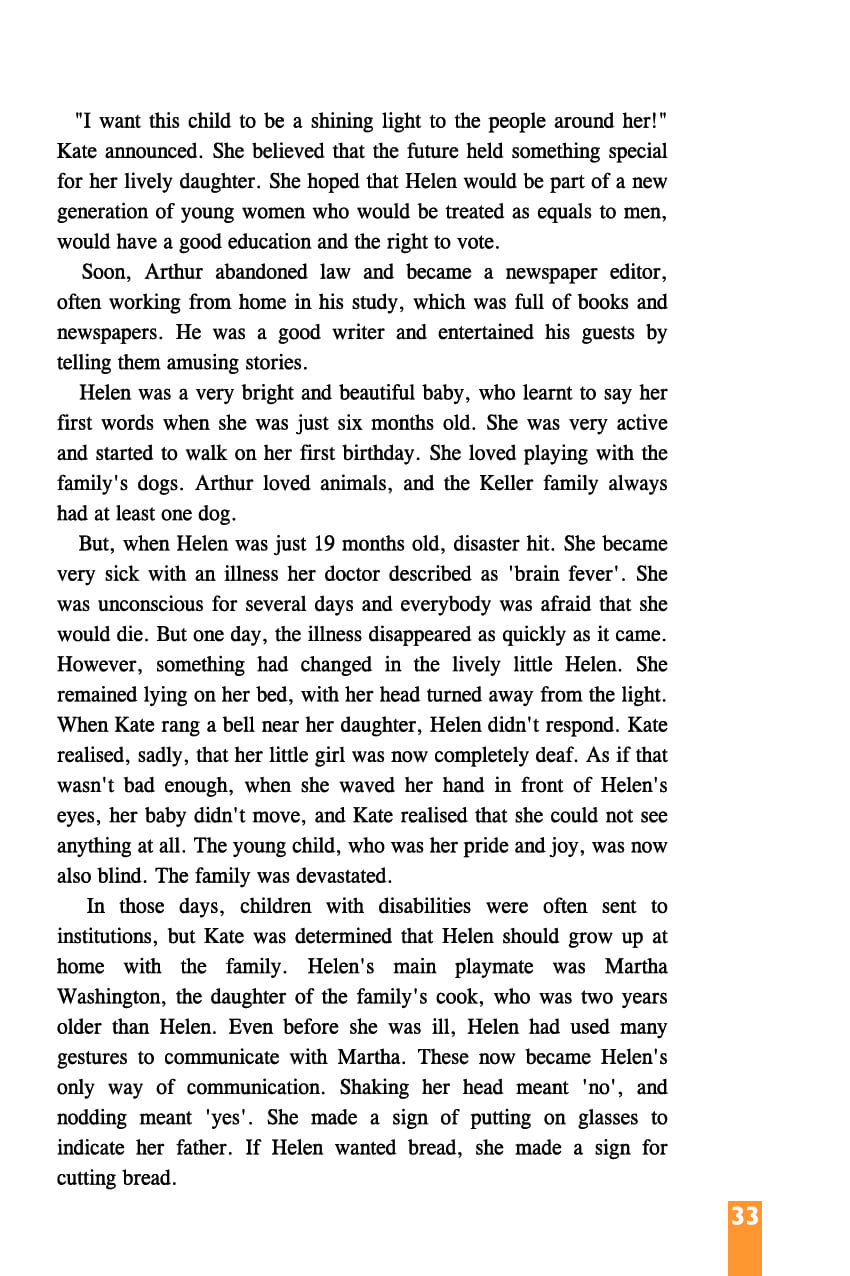 "I want this child to be a shining light to the people around her!"
Kate announced. She believed that the future held something special
for her lively daughter. She hoped that Helen would be part of a new
generation of young women who would be treated as equals to men,
would have a good education and the right to vote.
Soon, Arthur abandoned law and became a newspaper editor,
often working from home in his study, which was full of books and
newspapers. He was a good writer and entertained his guests by
telling them amusing stories.
Helen was a very bright and beautiful baby, who learnt to say her
first words when she was just six months old. She was very active
and started to walk on her first birthday. She loved playing with the
family's dogs. Arthur loved animals, and the Keller family always
had at least one dog.
But, when Helen was just 19 months old, disaster hit. She became
very sick with an illness her doctor described as 'brain fever'. She
was unconscious for several days and everybody was afraid that she
would die. But one day, the illness disappeared as quickly as it came.
However, something had changed in the lively little Helen. She
remained lying on her bed, with her head turned away from the light.
When Kate rang a bell near her daughter, Helen didn't respond. Kate
realised, sadly, that her little girl was now completely deaf. As if that
wasn't bad enough, when she waved her hand in front of Helen's
eyes, her baby didn't move, and Kate realised that she could not see
anything at all. The young child, who was her pride and joy, was now
also blind. The family was devastated.
In those days, children with disabilities were often sent to
institutions, but Kate was determined that Helen should grow up at
home with the family. Helen's main playmate was Martha
Washington, the daughter of the family's cook, who was two years
older than Helen. Even before she was ill, Helen had used many
gestures to communicate with Martha. These now became Helen's
only way of communication. Shaking her head meant 'no', and
nodding meant 'yes'. She made a sign of putting on glasses to
indicate her father. If Helen wanted bread, she made a sign for
cutting bread.
33